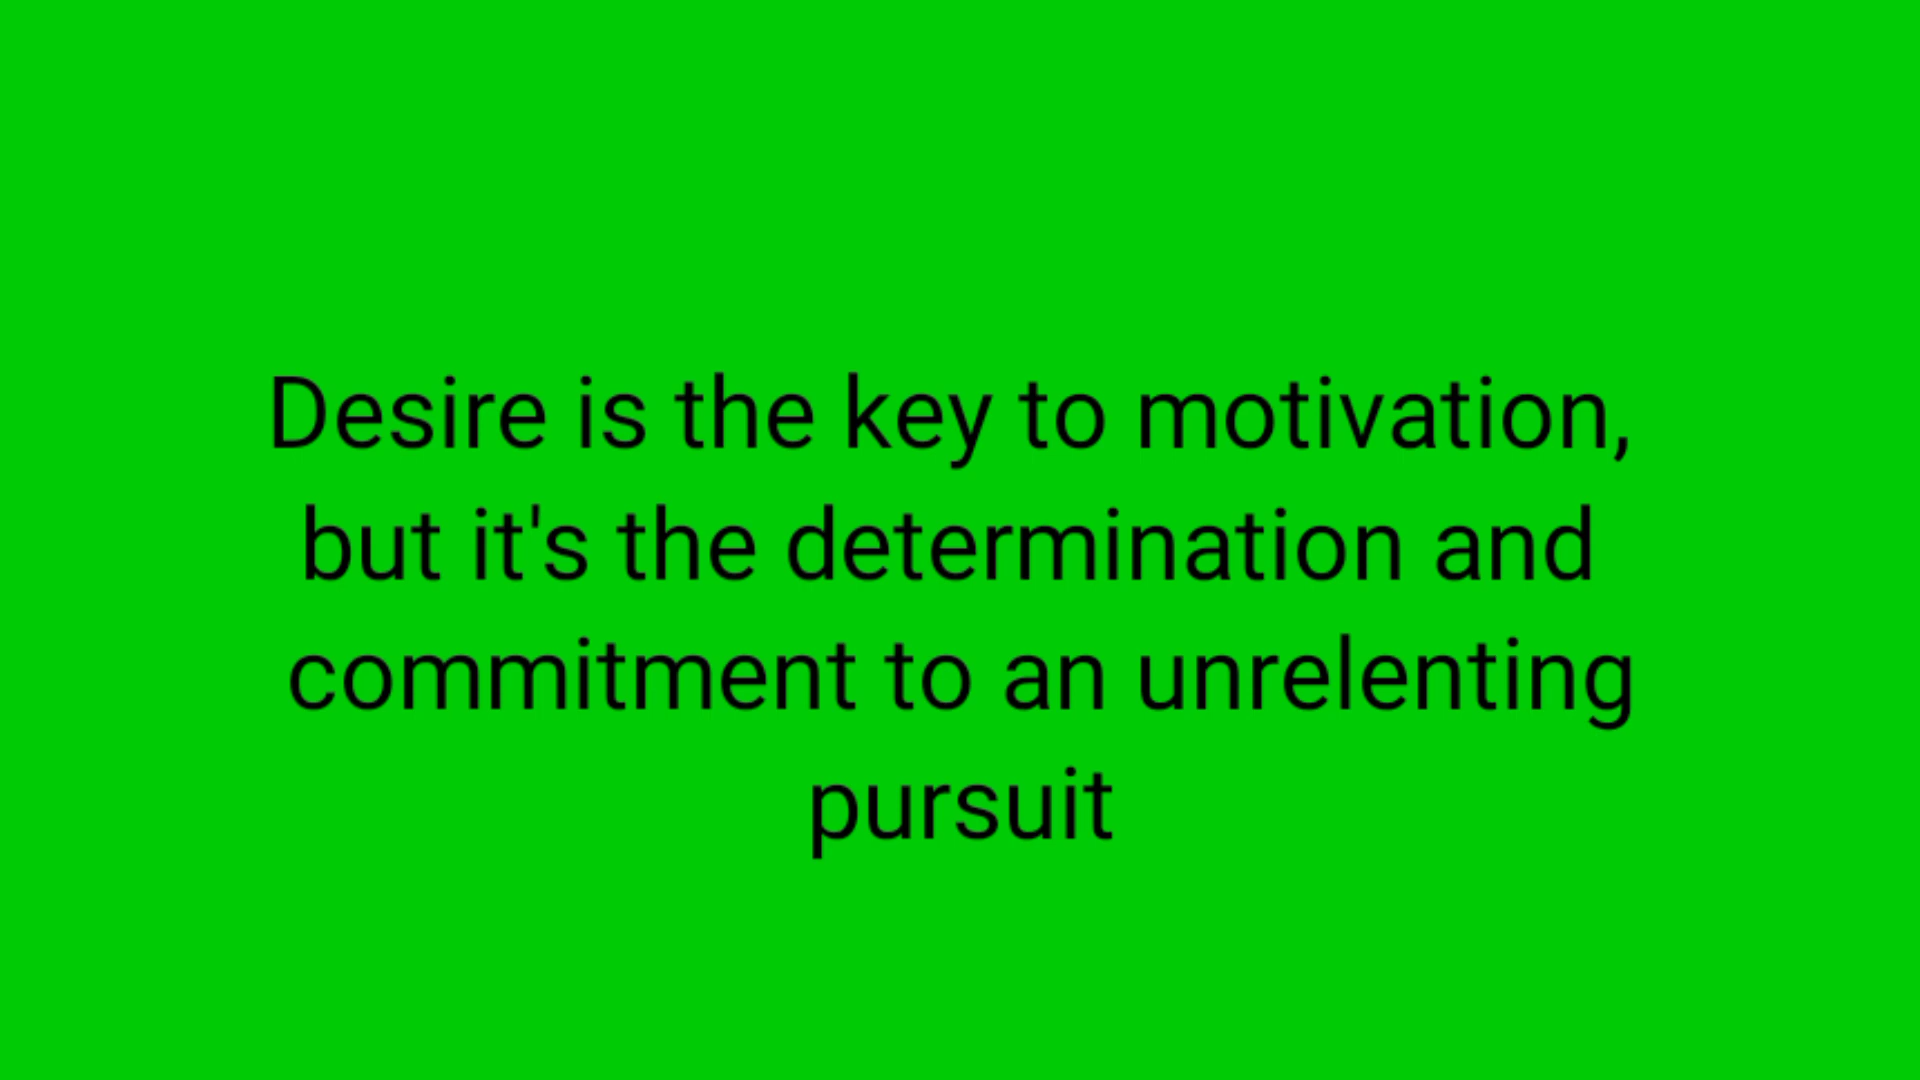 Desire is the key to motivation,
but it's the determination and
commitment to an unrelenting
pursuit